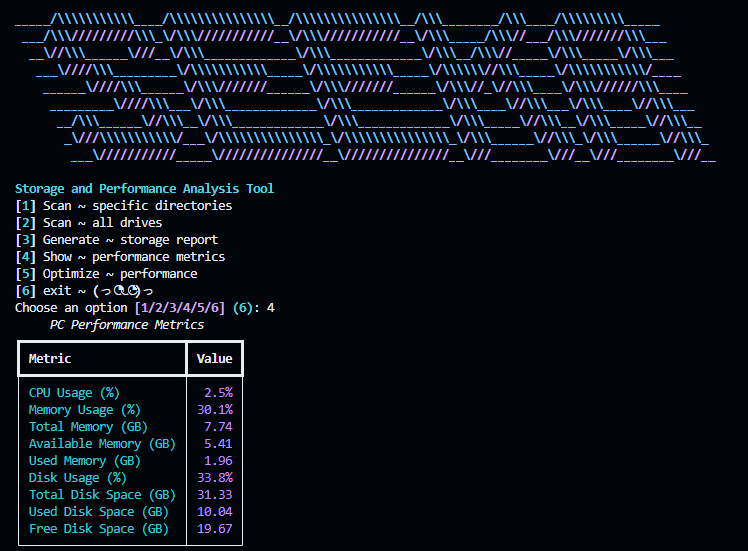 SEEKR
Storage and Performance Analysis Tool
[1] Scan ~ specific directories
[2] Scan ~ all drives
[3] Generate ~ storage report
[4] Show ~ performance metrics
[5] Optimize ~ performance
[6] exit ~ (っ◔◡◔)っ
Choose an option [1/2/3/4/5/6] (6): 4
PC Performance Metrics
Metric Value
CPU Usage (%) 2.5%
Memory Usage (%) 30.1%
Total Memory (GB) 7.74
Available Memory (GB) 5.41
Used Memory (GB) 1.96
Disk Usage (%) 33.8%
Total Disk Space (GB) 31.33
Used Disk Space (GB) 10.04
Free Disk Space (GB) 19.67